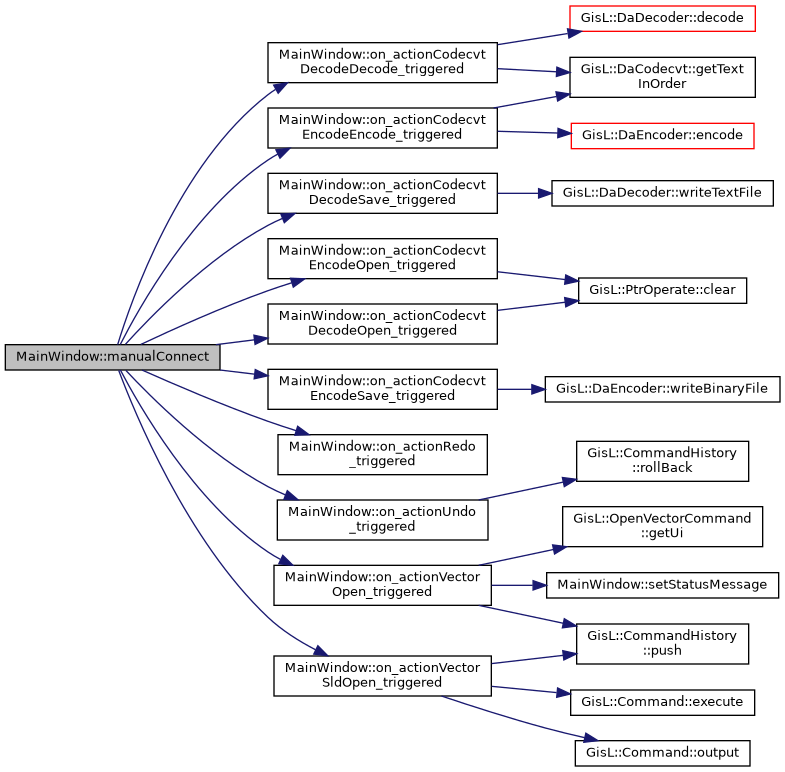 MainWindow::manualConnect
MainWindow::on_actionCodecvt
DecodeDecode_triggered
MainWindow::on_actionCodecvt
EncodeEncode_triggered
MainWindow::on_actionCodecvt
DecodeSave_triggered
MainWindow::on_actionCodecvt
EncodeOpen_triggered
MainWindow::on_actionCodecvt
DecodeOpen_triggered
MainWindow::on_actionCodecvt
EncodeSave_triggered
MainWindow::on_actionRedo
_triggered
MainWindow::on_actionUndo
_triggered
MainWindow::on_actionVector
Open_triggered
MainWindow::on_actionVector
SldOpen_triggered
GisL::DaDecoder::decode
GisL::DaCodecvt::getText
InOrder
GisL::DaEncoder::encode
GisL::DaDecoder::writeTextFile
GisL::PtrOperate::clear
GisL::DaEncoder::writeBinaryFile
GisL::CommandHistory
::rollBack
GisL::OpenVectorCommand
::getUi
MainWindow::setStatusMessage
GisL::CommandHistory
::push
GisL::Command::execute
GisL::Command::output